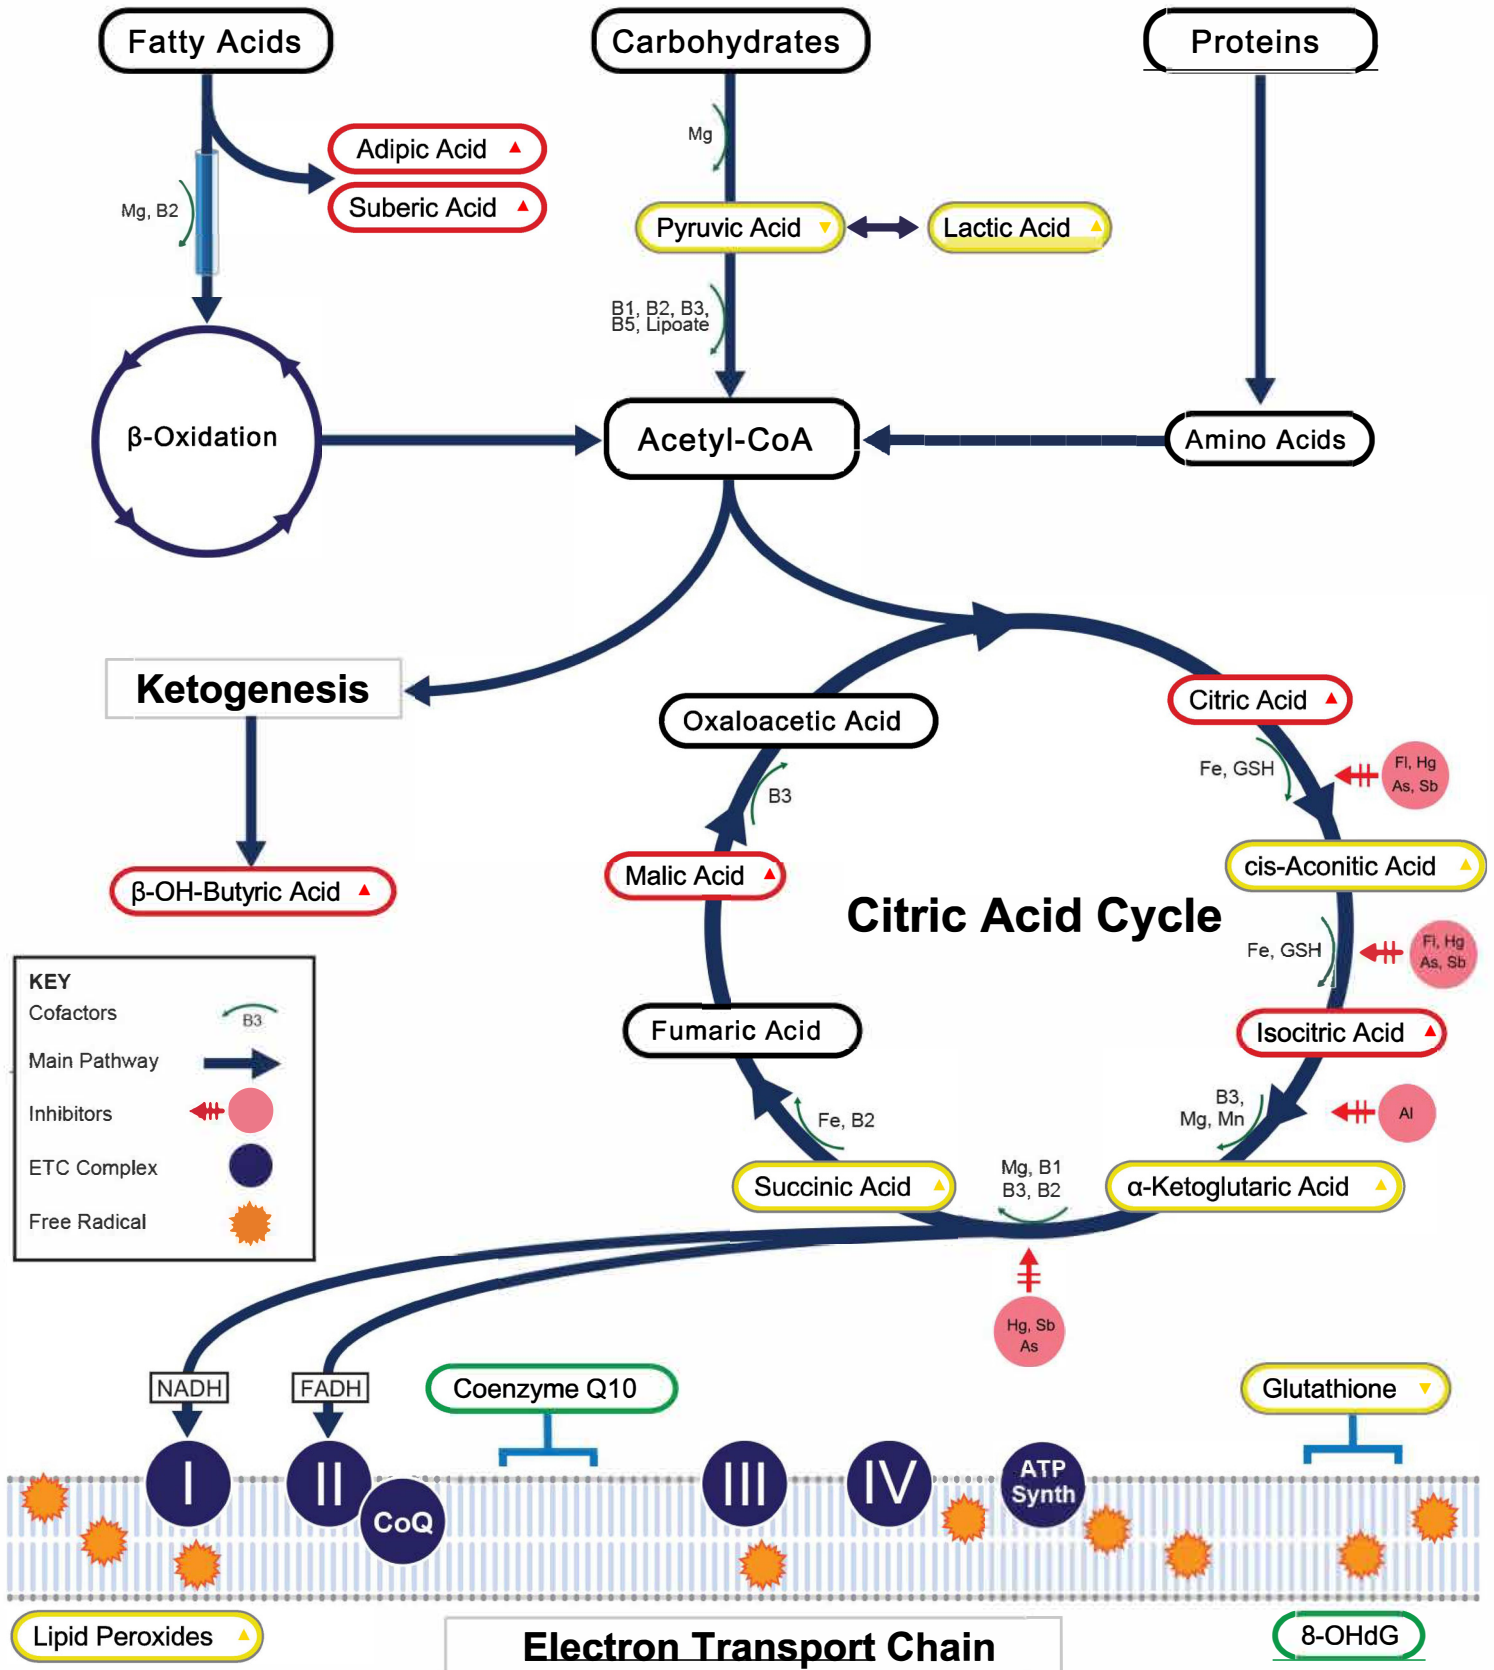 Fatty Acids
Carbohydrates
Proteins
Adipic Acid
Suberic Acid
Mg, B2
Mg
Pyruvic Acid
Lactic Acid
B1, B2, B3,
B5, Lipoate
β-Oxidation
Acetyl-CoA
Amino Acids
Ketogenesis
β-OH-Butyric Acid
Oxaloacetic Acid
Citric Acid
Fe, GSH
Fl, Hg
As, Sb
B3
Malic Acid
cis-Aconitic Acid
Citric Acid Cycle
Fe, GSH
Fl, Hg
As, Sb
Fumaric Acid
Isocitric Acid
B3,
Mg, Mn
Al
Fe, B2
Succinic Acid
Mg, B1
B3, B2
α-Ketoglutaric Acid
Hg, Sb
As
KEY
Cofactors
B3
Main Pathway
Inhibitors
ETC Complex
Free Radical
NADH
FADH
Coenzyme Q10
Glutathione
I
II
CoQ
III
IV
ATP
Synth
Lipid Peroxides
Electron Transport Chain
8-OHdG